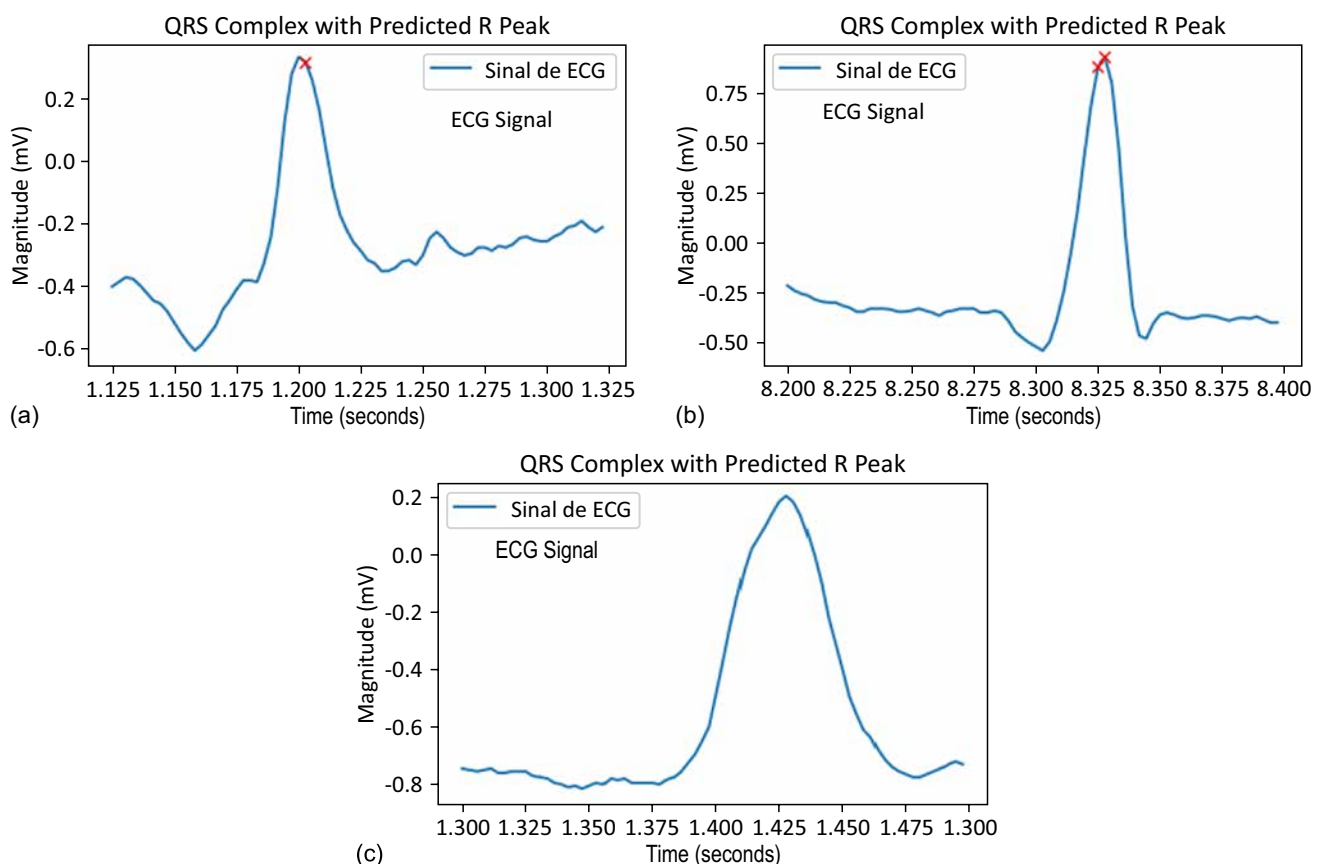 QRS Complex with Predicted R Peak
Sinal de ECG
ECG Signal
Magnitude (mV)
0.2
0.0
-0.2
-0.4
-0.6
1.125 1.150 1.175 1.200 1.225 1.250 1.275 1.300 1.325
Time (seconds)
(a)
QRS Complex with Predicted R Peak
Sinal de ECG
ECG Signal
Magnitude (mV)
0.75
0.50
0.25
0.00
-0.25
-0.50
8.200 8.225 8.250 8.275 8.300 8.325 8.350 8.375 8.400
Time (seconds)
(b)
QRS Complex with Predicted R Peak
Sinal de ECG
ECG Signal
Magnitude (mV)
0.2
0.0
-0.2
-0.4
-0.6
-0.8
1.300 1.325 1.350 1.375 1.400 1.425 1.450 1.475 1.300
Time (seconds)
(c)